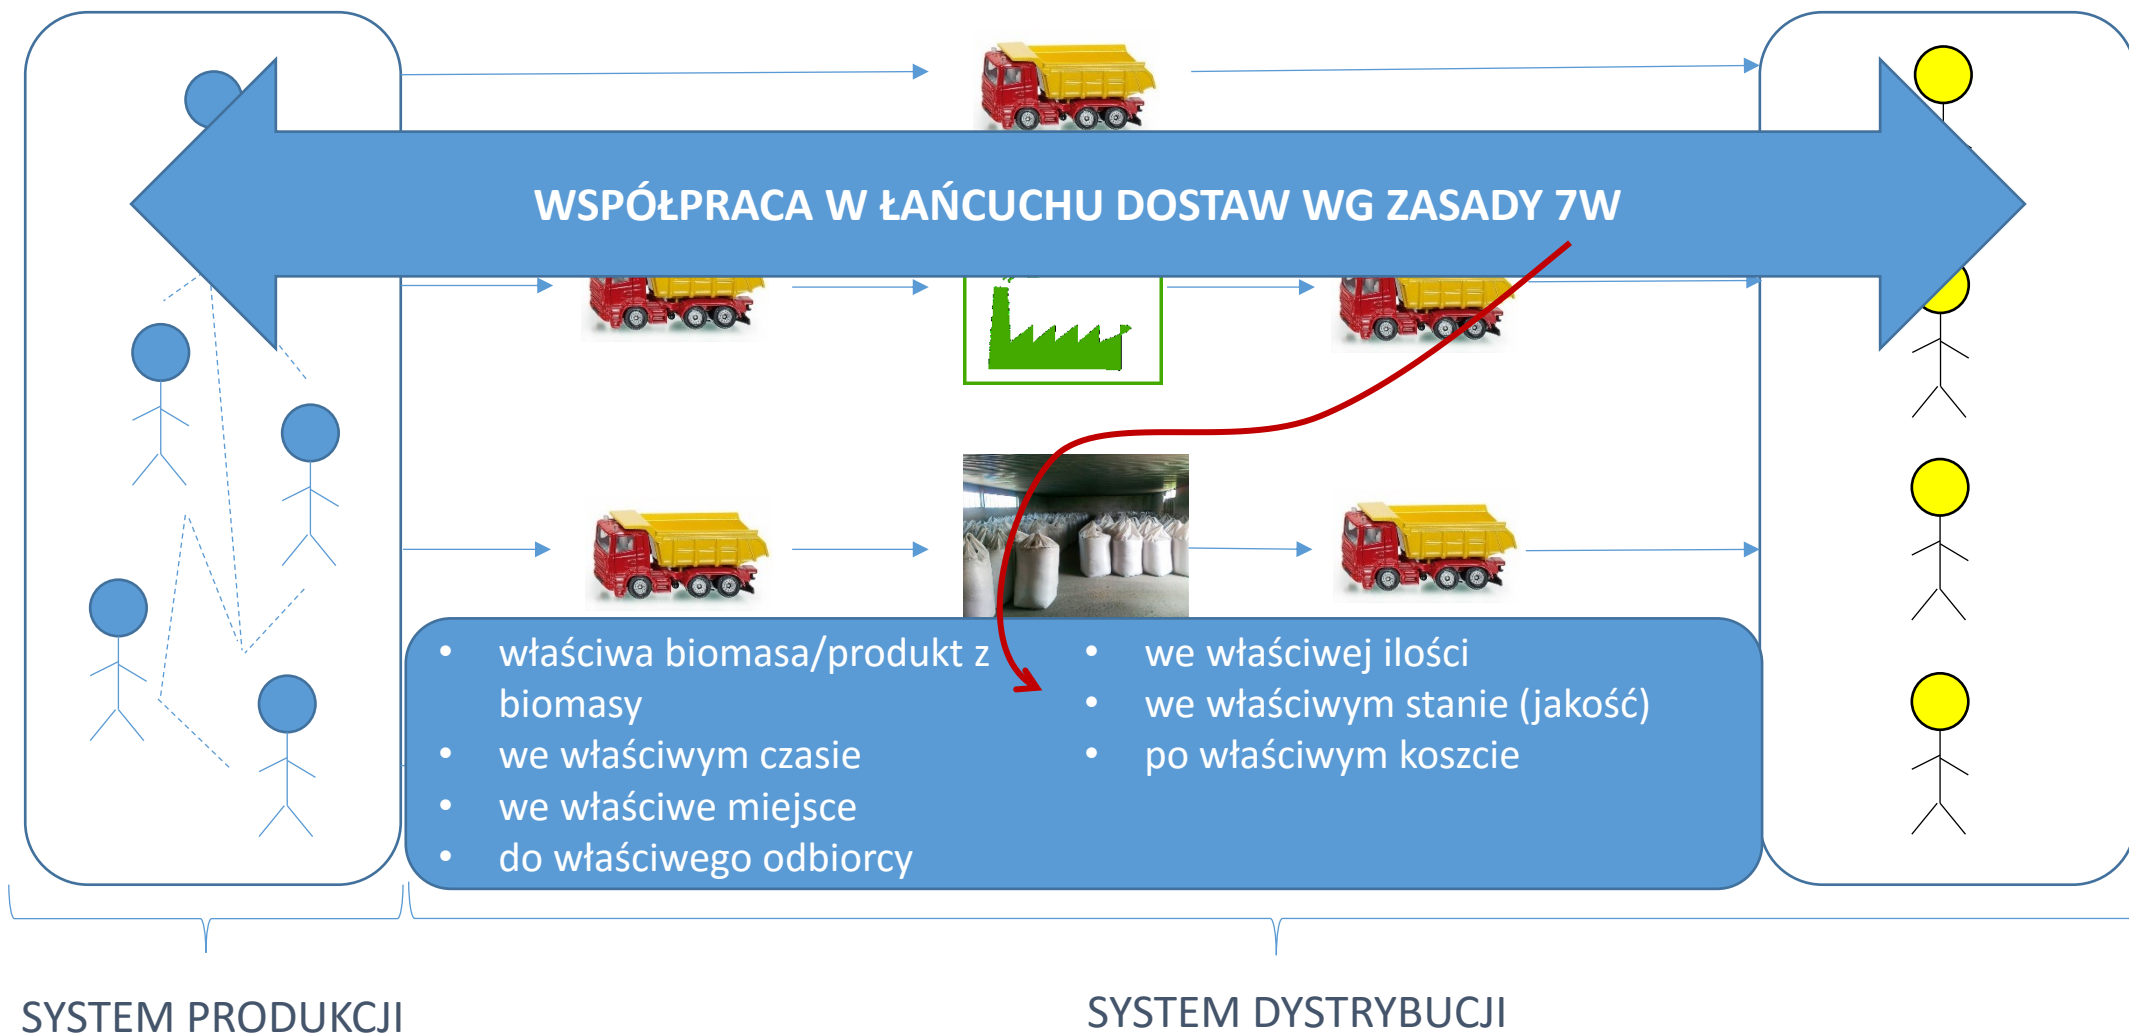 WSPÓŁPRACA W ŁAŃCUCHU DOSTAW WG ZASADY 7W
• właściwa biomasa/produkt z
biomasy
• we właściwym czasie
• we właściwe miejsce
• do właściwego odbiorcy
• we właściwej ilości
• we właściwym stanie (jakość)
• po właściwym koszcie
SYSTEM PRODUKCJI
SYSTEM DYSTRYBUCJI